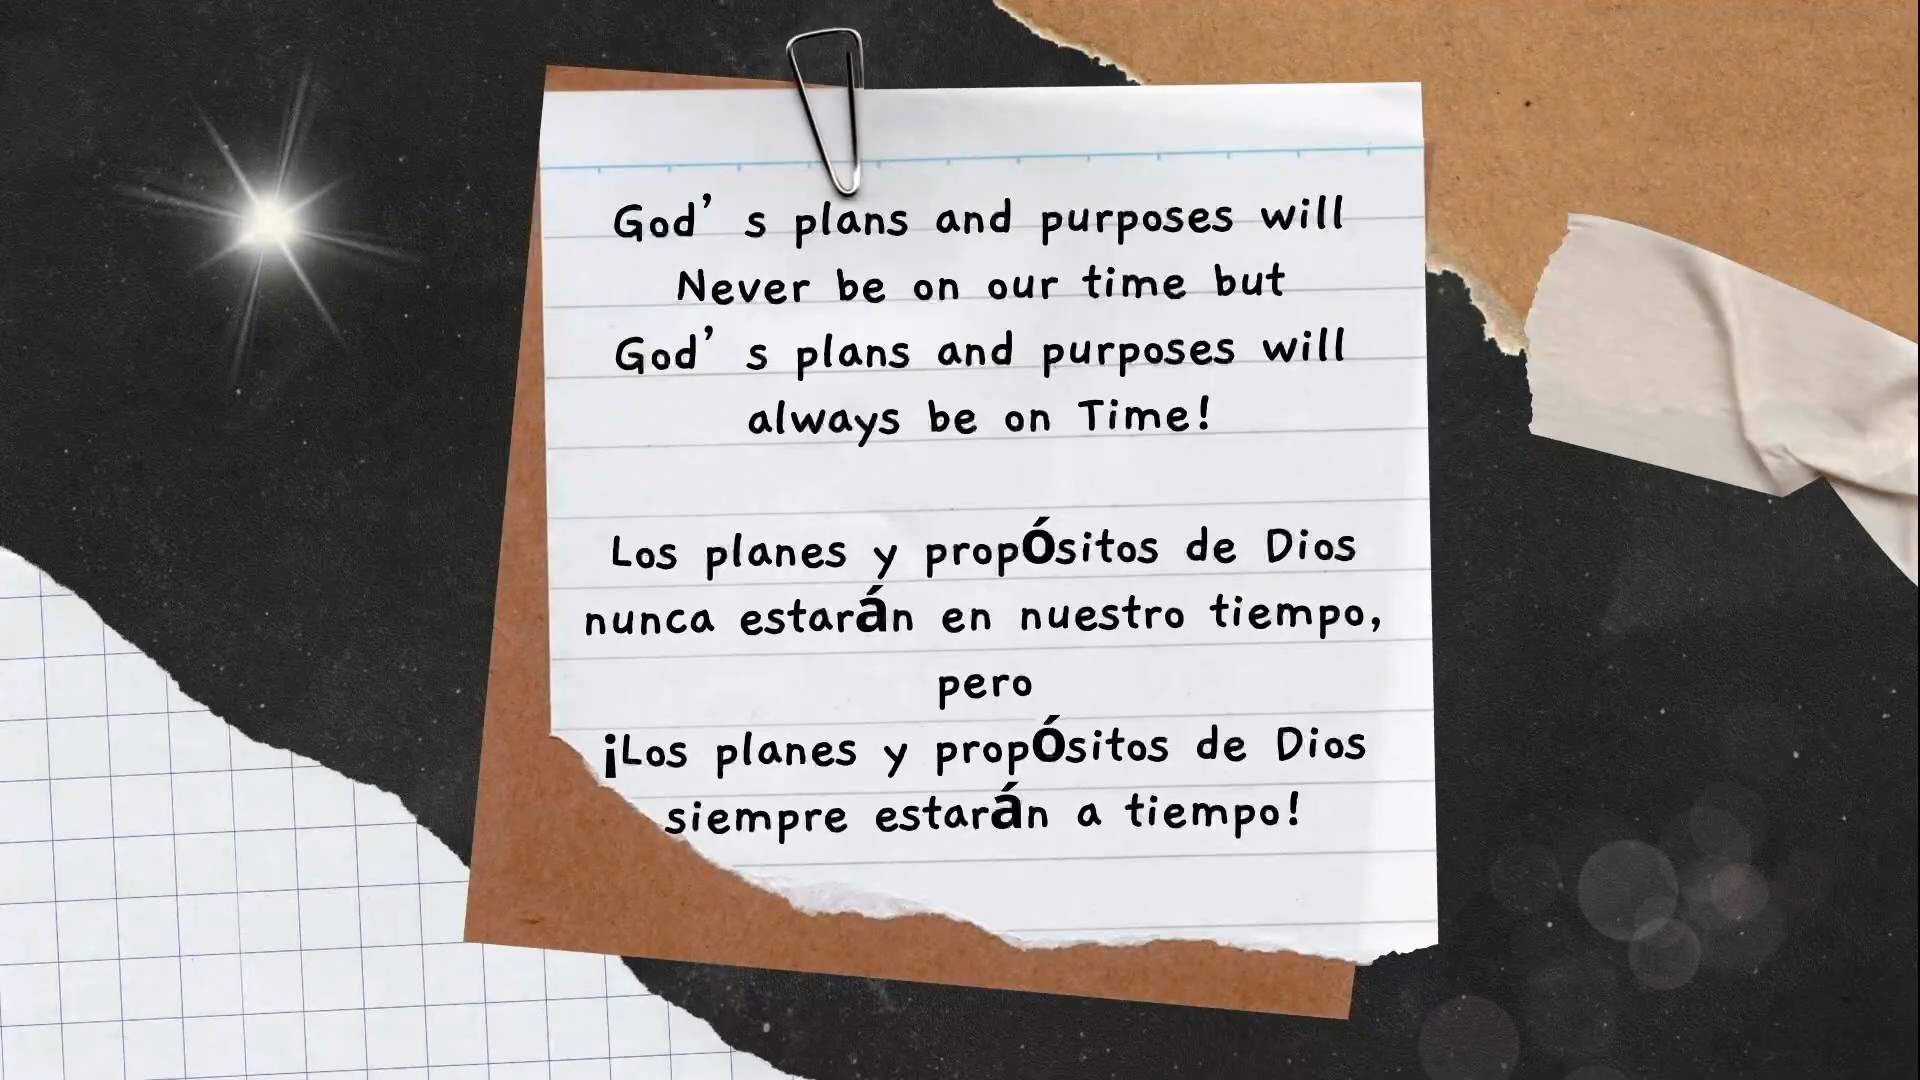 God’s plans and purposes will
Never be on our time but
God’s plans and purposes will
always be on Time!
Los planes y propósitos de Dios
nunca estarán en nuestro tiempo,
pero
¡Los planes y propósitos de Dios
siempre estarán a tiempo!